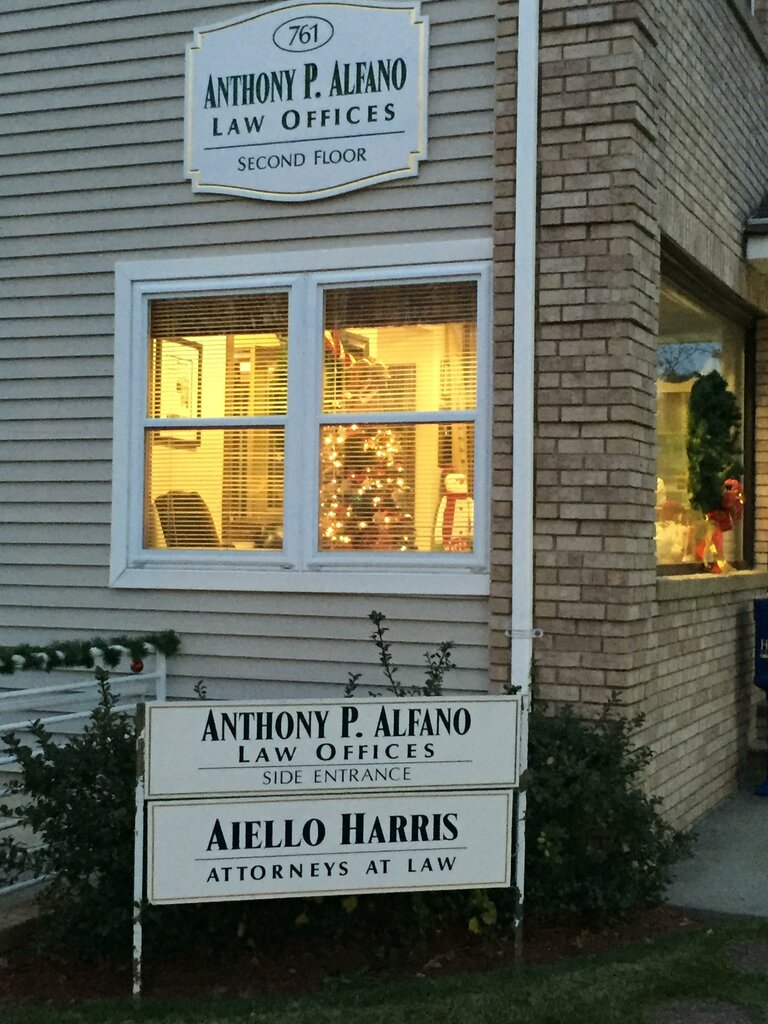 761
ANTHONY P. ALFANO
LAW OFFICES
SECOND FLOOR
ANTHONY P. ALFANO
LAW OFFICES
SIDE ENTRANCE
AIELLO HARRIS
ATTORNEYS AT LAW